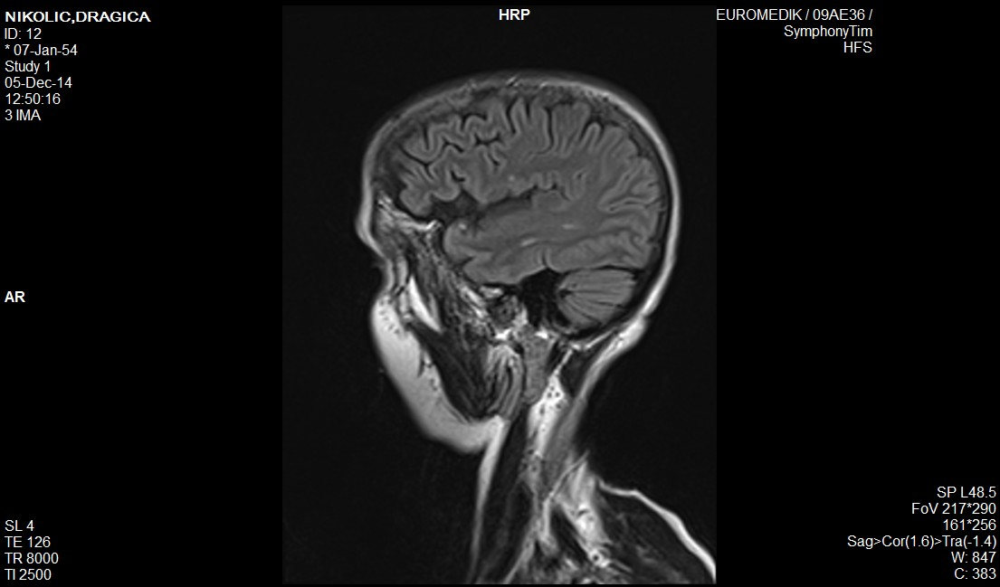 NIKOLIC,DRAGICA
ID: 12
* 07-Jan-54
Study 1
05-Dec-14
12:50:16
3 IMA
HRP
EUROMEDIK / 09AE36 /
SymphonyTim
HFS
AR
SL 4
TE 126
TR 8000
TI 2500
SP L48.5
FoV 217*290
161*256
Sag>Cor(1.6)>Tra(-1.4)
W: 847
C: 383